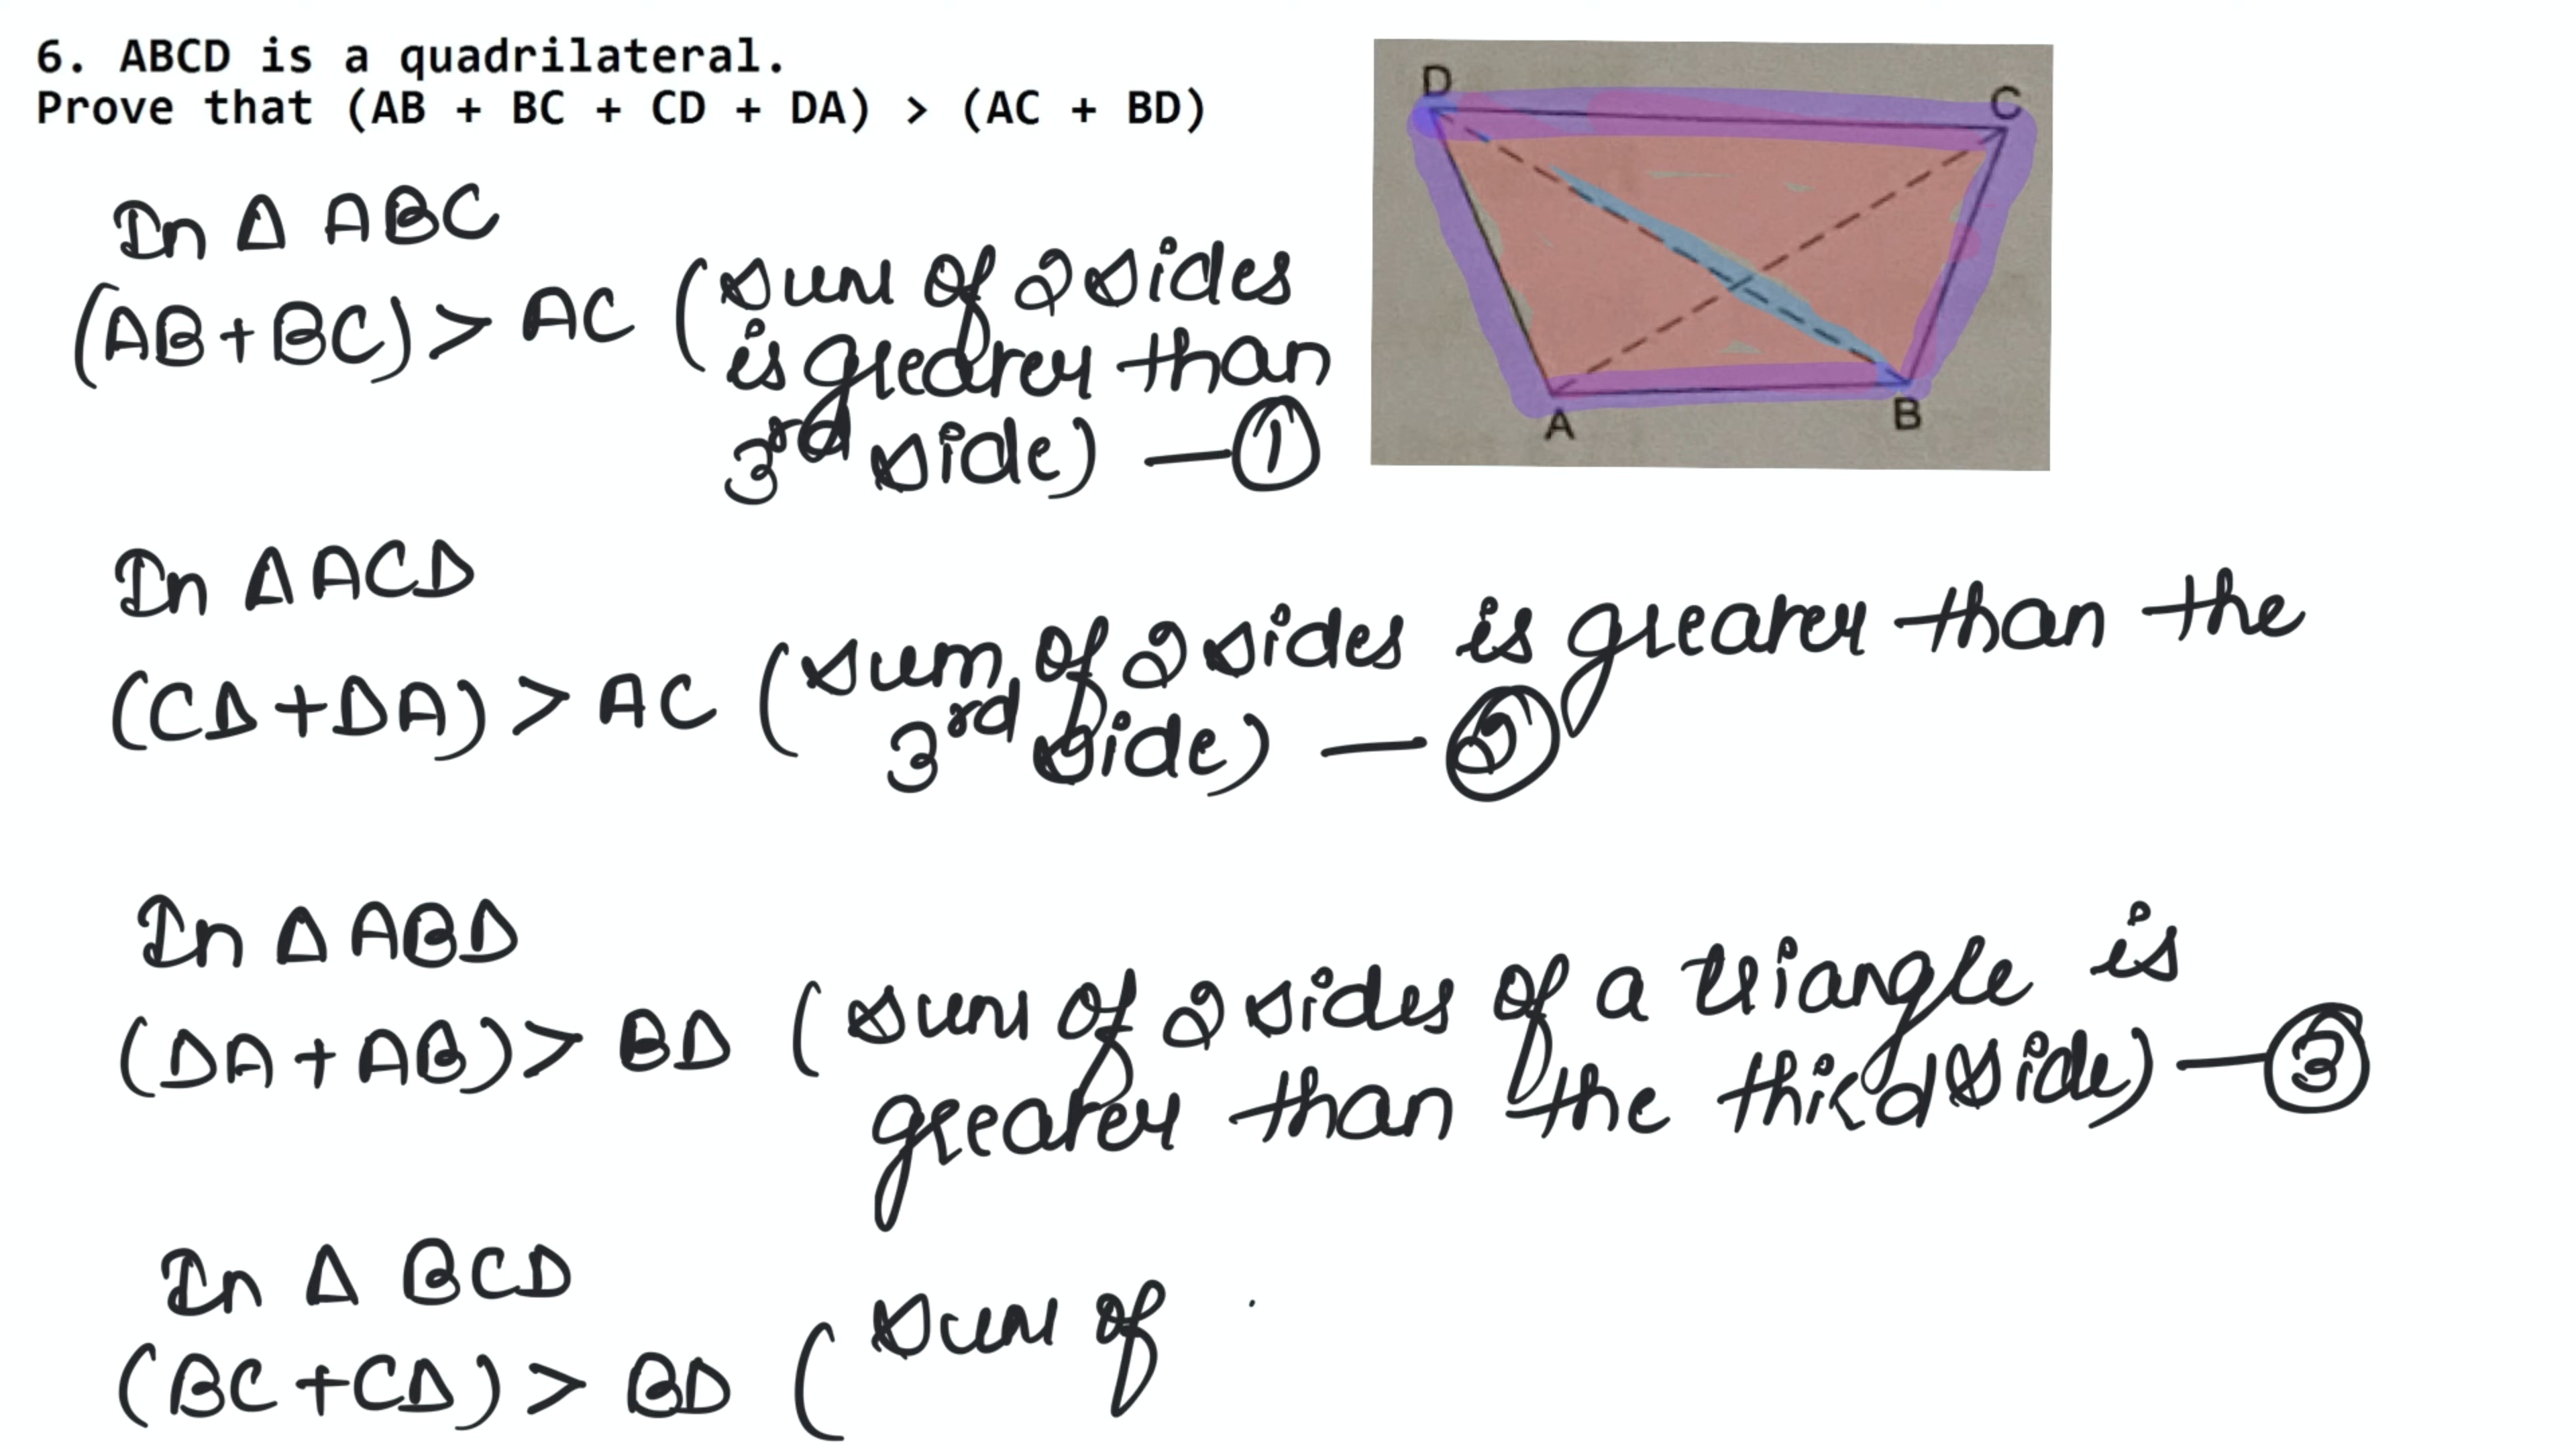 6. ABCD is a quadrilateral.
Prove that (AB + BC + CD + DA) > (AC + BD)
D
C
A
B
In Δ ABC
(AB+BC) > AC (sum of 2 sides
is greater than
3rd side) — ①
In Δ ACD
(CD+DA) > AC (sum of 2 sides is greater than the
3rd side) — ②
In Δ ABD
(DA+AB) > BD (sum of 2 sides of a triangle is
greater than the third side) — ③
In Δ BCD
(BC+CD) > BD (sum of